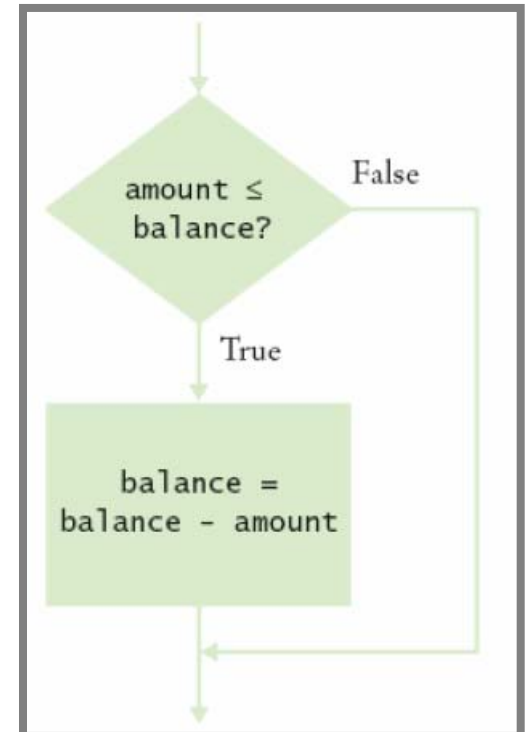 amount ≤
balance?
False
True
balance =
balance - amount